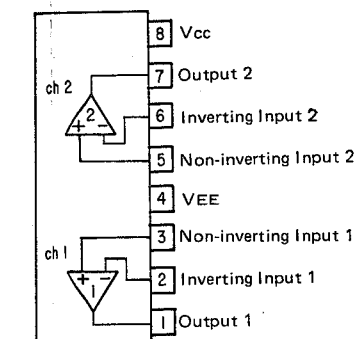 8 Vcc
7 Output 2
ch 2
2
6 Inverting Input 2
+ −
5 Non-inverting Input 2
4 VEE
3 Non-inverting Input 1
ch 1
+ −
2 Inverting Input 1
1
1 Output 1